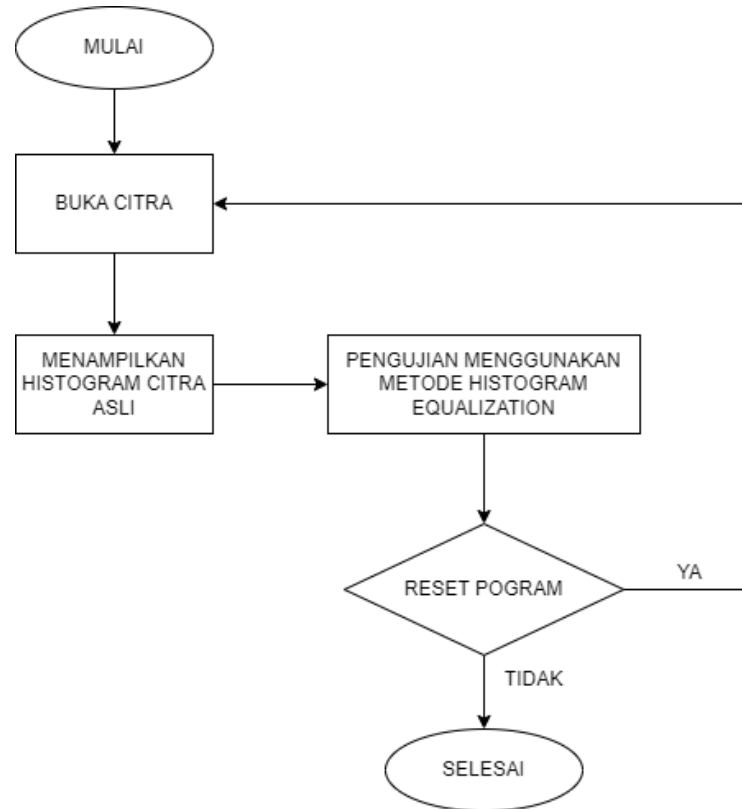 MULAI
BUKA CITRA
MENAMPILKAN
HISTOGRAM CITRA
ASLI
PENGUJIAN MENGGUNAKAN
METODE HISTOGRAM
EQUALIZATION
RESET POGRAM
YA
TIDAK
SELESAI